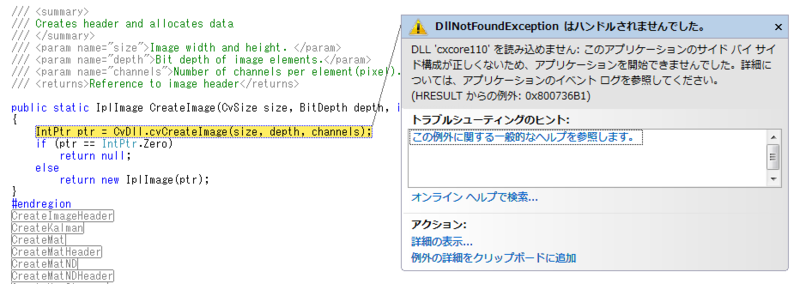 /// <summary>
/// Creates header and allocates data
/// </summary>
/// <param name="size">Image width and height. </param>
/// <param name="depth">Bit depth of image elements.</param>
/// <param name="channels">Number of channels per element(pixel).
/// <returns>Reference to image header</returns>
public static IplImage CreateImage(CvSize size, BitDepth depth, i
{
IntPtr ptr = CvDll.cvCreateImage(size, depth, channels);
if (ptr == IntPtr.Zero)
return null;
else
return new IplImage(ptr);
}
#endregion
CreateImageHeader
CreateKalman
CreateMat
CreateMatHeader
CreateMatND
CreateMatNDHeader
DllNotFoundException はハンドルされませんでした。
DLL 'cxcore110' を読み込めません: このアプリケーションのサイド バイ サイ
ド構成が正しくないため、アプリケーションを開始できませんでした。詳細に
ついては、アプリケーションのイベント ログを参照してください。
(HRESULT からの例外: 0x800736B1)
トラブルシューティングのヒント:
この例外に関する一般的なヘルプを参照します。
オンライン ヘルプで検索...
アクション:
詳細の表示...
例外の詳細をクリップボードに追加